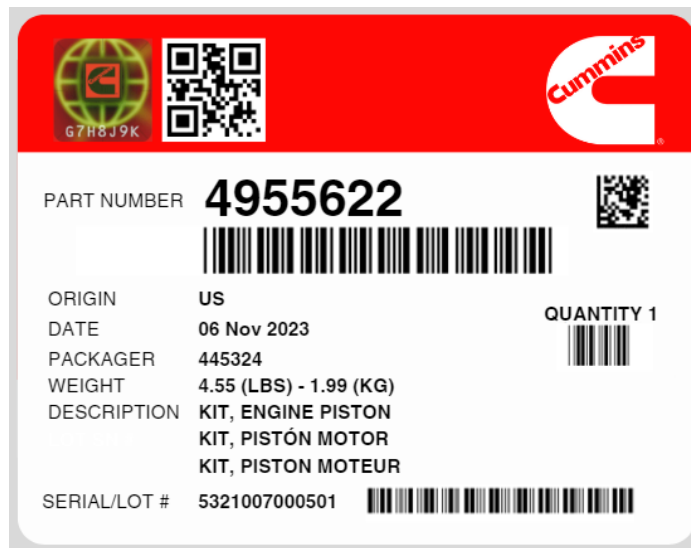 Cummins
®
G7H8J9K
PART NUMBER 4955622
ORIGIN US
DATE 06 Nov 2023
QUANTITY 1
PACKAGER 445324
WEIGHT 4.55 (LBS) - 1.99 (KG)
DESCRIPTION KIT, ENGINE PISTON
KIT, PISTÓN MOTOR
KIT, PISTON MOTEUR
SERIAL/LOT # 5321007000501